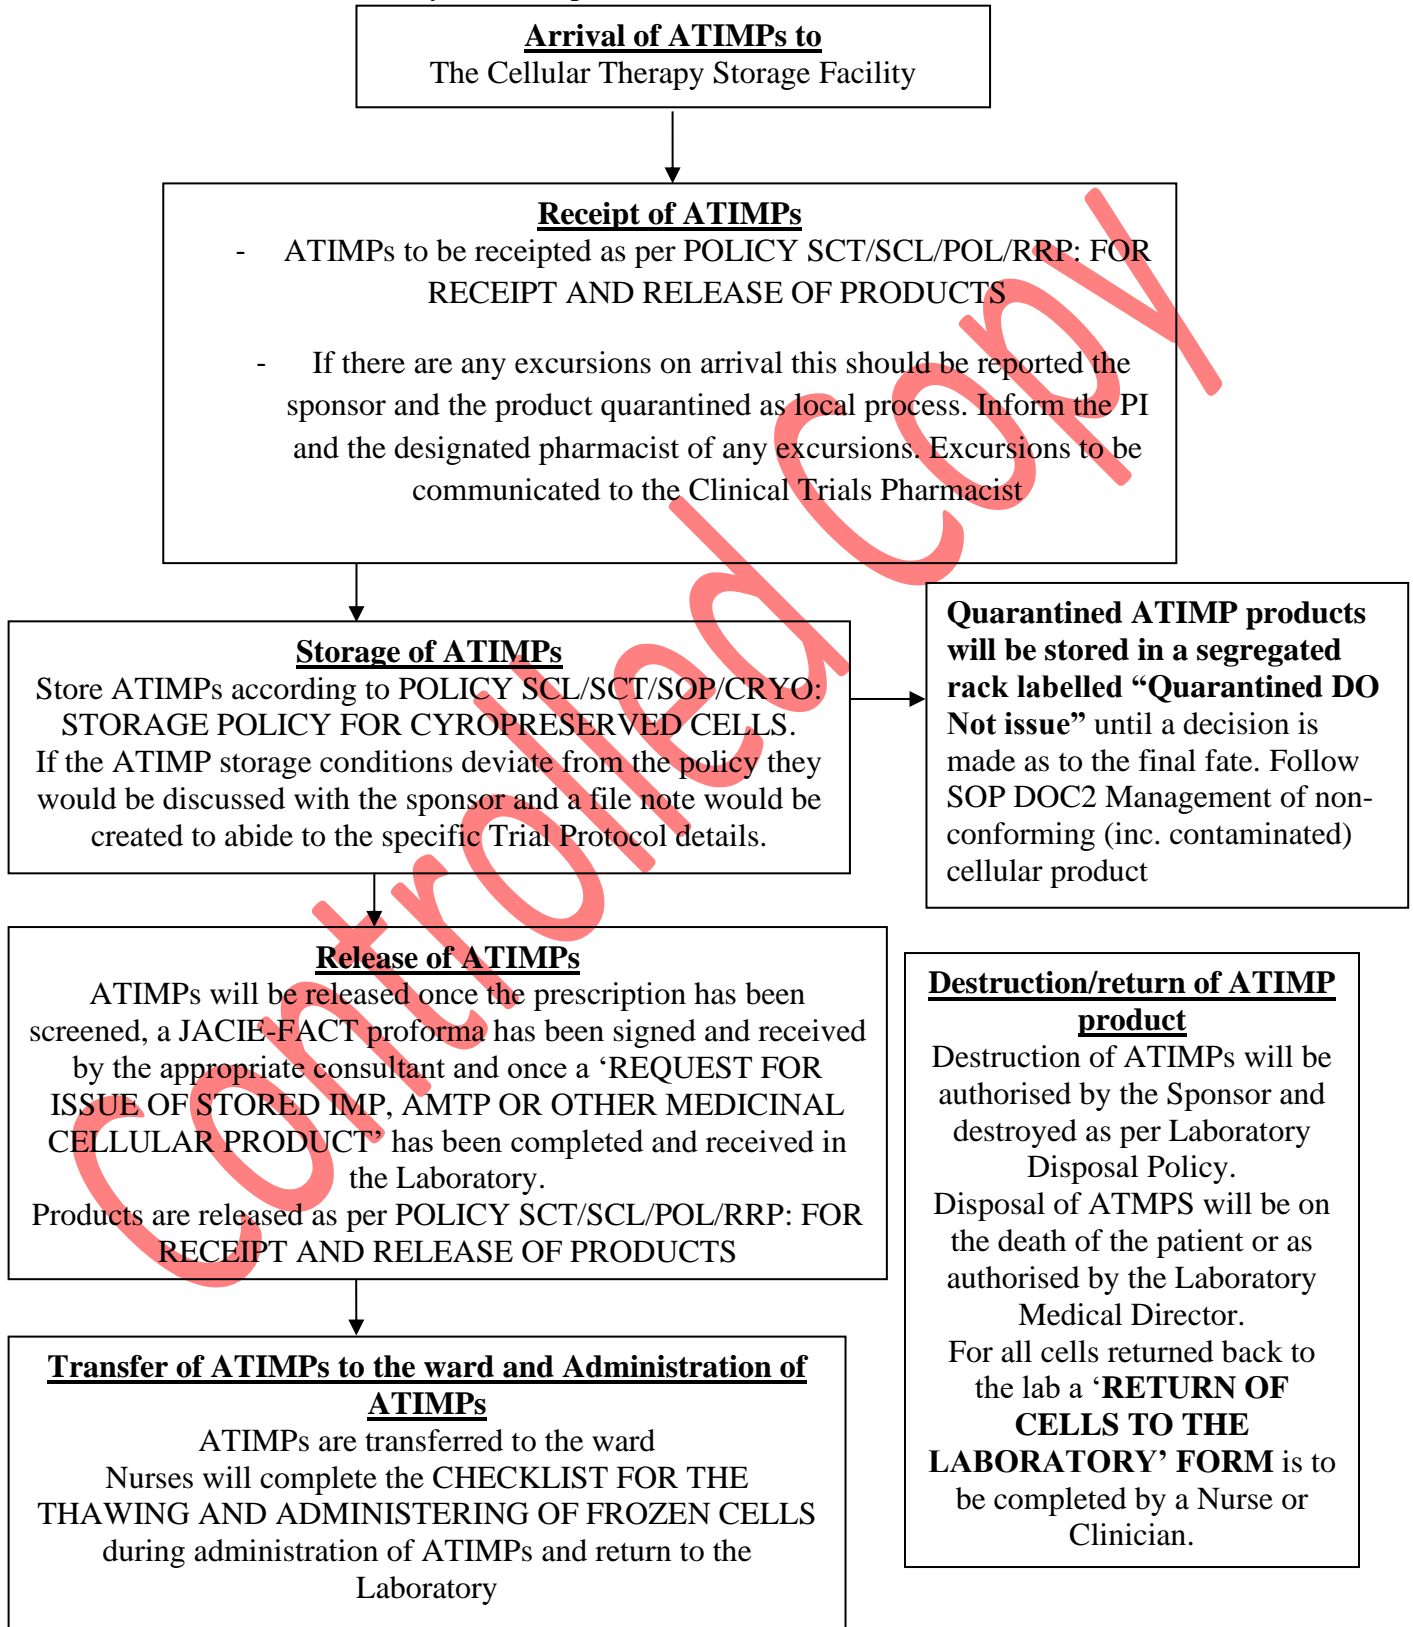 Arrival of ATIMPs to
The Cellular Therapy Storage Facility
Receipt of ATIMPs
- ATIMPs to be receipted as per POLICY SCT/SCL/POL/RRP: FOR
RECEIPT AND RELEASE OF PRODUCTS
- If there are any excursions on arrival this should be reported the
sponsor and the product quarantined as local process. Inform the PI
and the designated pharmacist of any excursions. Excursions to be
communicated to the Clinical Trials Pharmacist
Storage of ATIMPs
Store ATIMPs according to POLICY SCL/SCT/SOP/CRYO:
STORAGE POLICY FOR CYROPRESERVED CELLS.
If the ATIMP storage conditions deviate from the policy they
would be discussed with the sponsor and a file note would be
created to abide to the specific Trial Protocol details.
Quarantined ATIMP products
will be stored in a segregated
rack labelled “Quarantined DO
Not issue” until a decision is
made as to the final fate. Follow
SOP DOC2 Management of non-
conforming (inc. contaminated)
cellular product
Release of ATIMPs
ATIMPs will be released once the prescription has been
screened, a JACIE-FACT proforma has been signed and received
by the appropriate consultant and once a ‘REQUEST FOR
ISSUE OF STORED IMP, AMTP OR OTHER MEDICINAL
CELLULAR PRODUCT’ has been completed and received in
the Laboratory.
Products are released as per POLICY SCT/SCL/POL/RRP: FOR
RECEIPT AND RELEASE OF PRODUCTS
Destruction/return of ATIMP
product
Destruction of ATIMPs will be
authorised by the Sponsor and
destroyed as per Laboratory
Disposal Policy.
Disposal of ATMPS will be on
the death of the patient or as
authorised by the Laboratory
Medical Director.
For all cells returned back to
the lab a ‘RETURN OF
CELLS TO THE
LABORATORY’ FORM is to
be completed by a Nurse or
Clinician.
Transfer of ATIMPs to the ward and Administration of
ATIMPs
ATIMPs are transferred to the ward
Nurses will complete the CHECKLIST FOR THE
THAWING AND ADMINISTERING OF FROZEN CELLS
during administration of ATIMPs and return to the
Laboratory
Controlled Copy